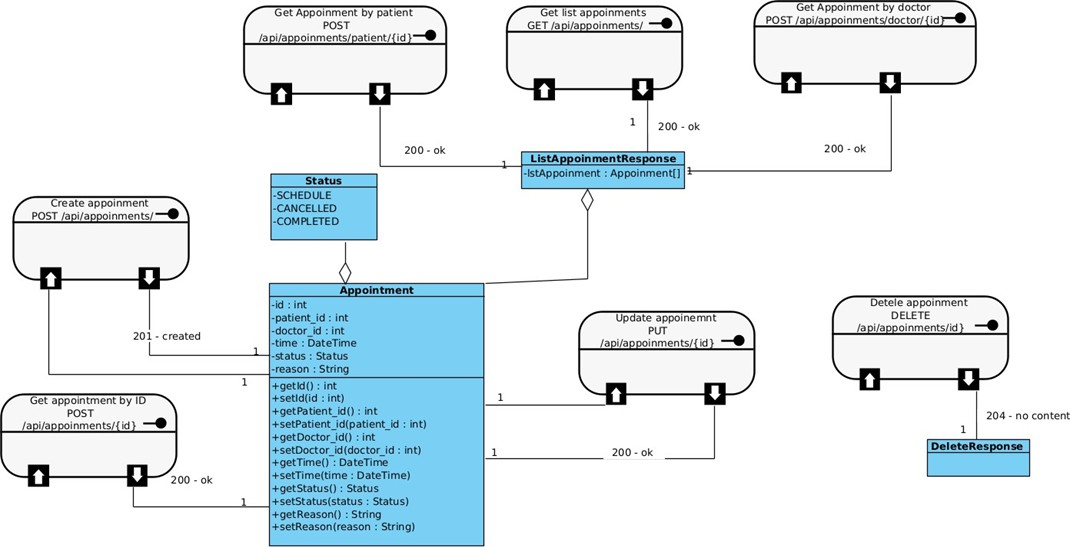 Get Appoinment by patient
POST
/api/appoinments/patient/{id}
Get list appoinments
GET /api/appoinments/
Get Appoinment by doctor
POST /api/appoinments/doctor/{id}
200 - ok
1
1
200 - ok
200 - ok
1
ListAppoinmentResponse
-lstAppoinment : Appoinment[]
Status
-SCHEDULE
-CANCELLED
-COMPLETED
Create appoinment
POST /api/appoinments/
201 - created
1
1
Appointment
-id : int
-patient_id : int
-doctor_id : int
-time : DateTime
-status : Status
-reason : String
+getId() : int
+setId(id : int)
+getPatient_id() : int
+setPatient_id(patient_id : int)
+getDoctor_id() : int
+setDoctor_id(doctor_id : int)
+getTime() : DateTime
+setTime(time : DateTime)
+getStatus() : Status
+setStatus(status : Status)
+getReason() : String
+setReason(reason : String)
Get appointment by ID
POST
/api/appoinments/{id}
200 - ok
1
Update appoinemnt
PUT
/api/appoinments/{id}
1
1
200 - ok
Detele appoinment
DELETE
/api/appoinments/id}
204 - no content
1
DeleteResponse